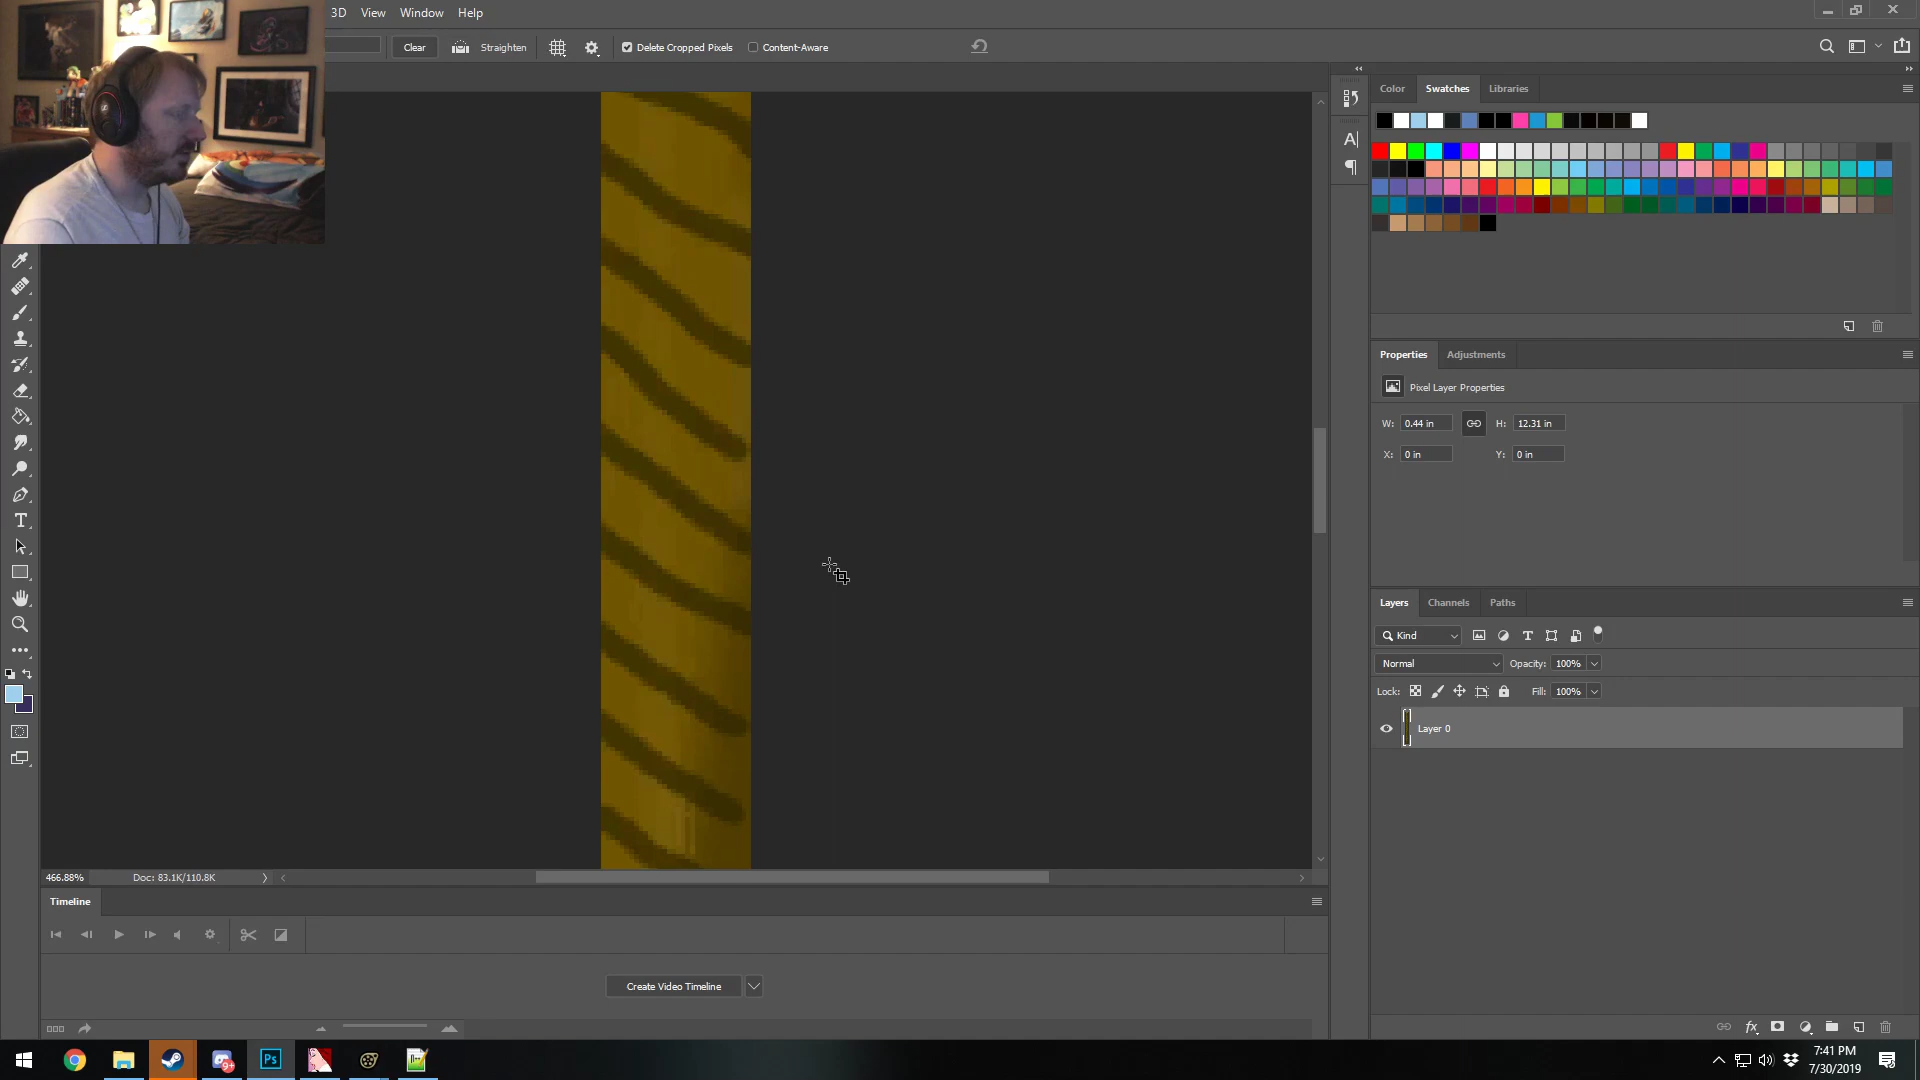 3D View Window Help
Clear Straighten Delete Cropped Pixels Content-Aware
Color Swatches Libraries
Properties Adjustments
Pixel Layer Properties
W: 0.44 in H: 12.31 in
X: 0 in Y: 0 in
Layers Channels Paths
Kind
Normal Opacity: 100%
Lock: Fill: 100%
Layer 0
466.88% Doc: 83.1K/110.8K
Timeline
Create Video Timeline
9+
Ps
7:41 PM
7/30/2019